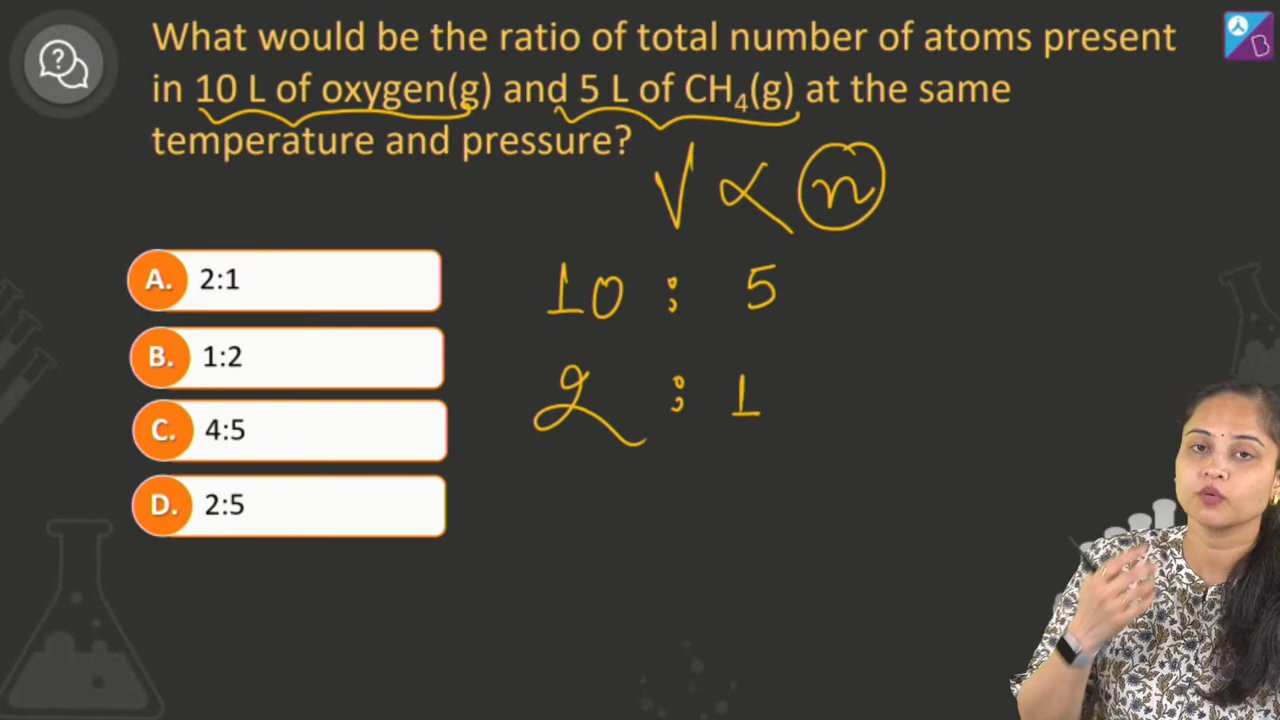 What would be the ratio of total number of atoms present
in 10 L of oxygen(g) and 5 L of CH₄(g) at the same
temperature and pressure?
V ∝ n
A. 2:1
10 : 5
B. 1:2
2 : 1
C. 4:5
D. 2:5
B